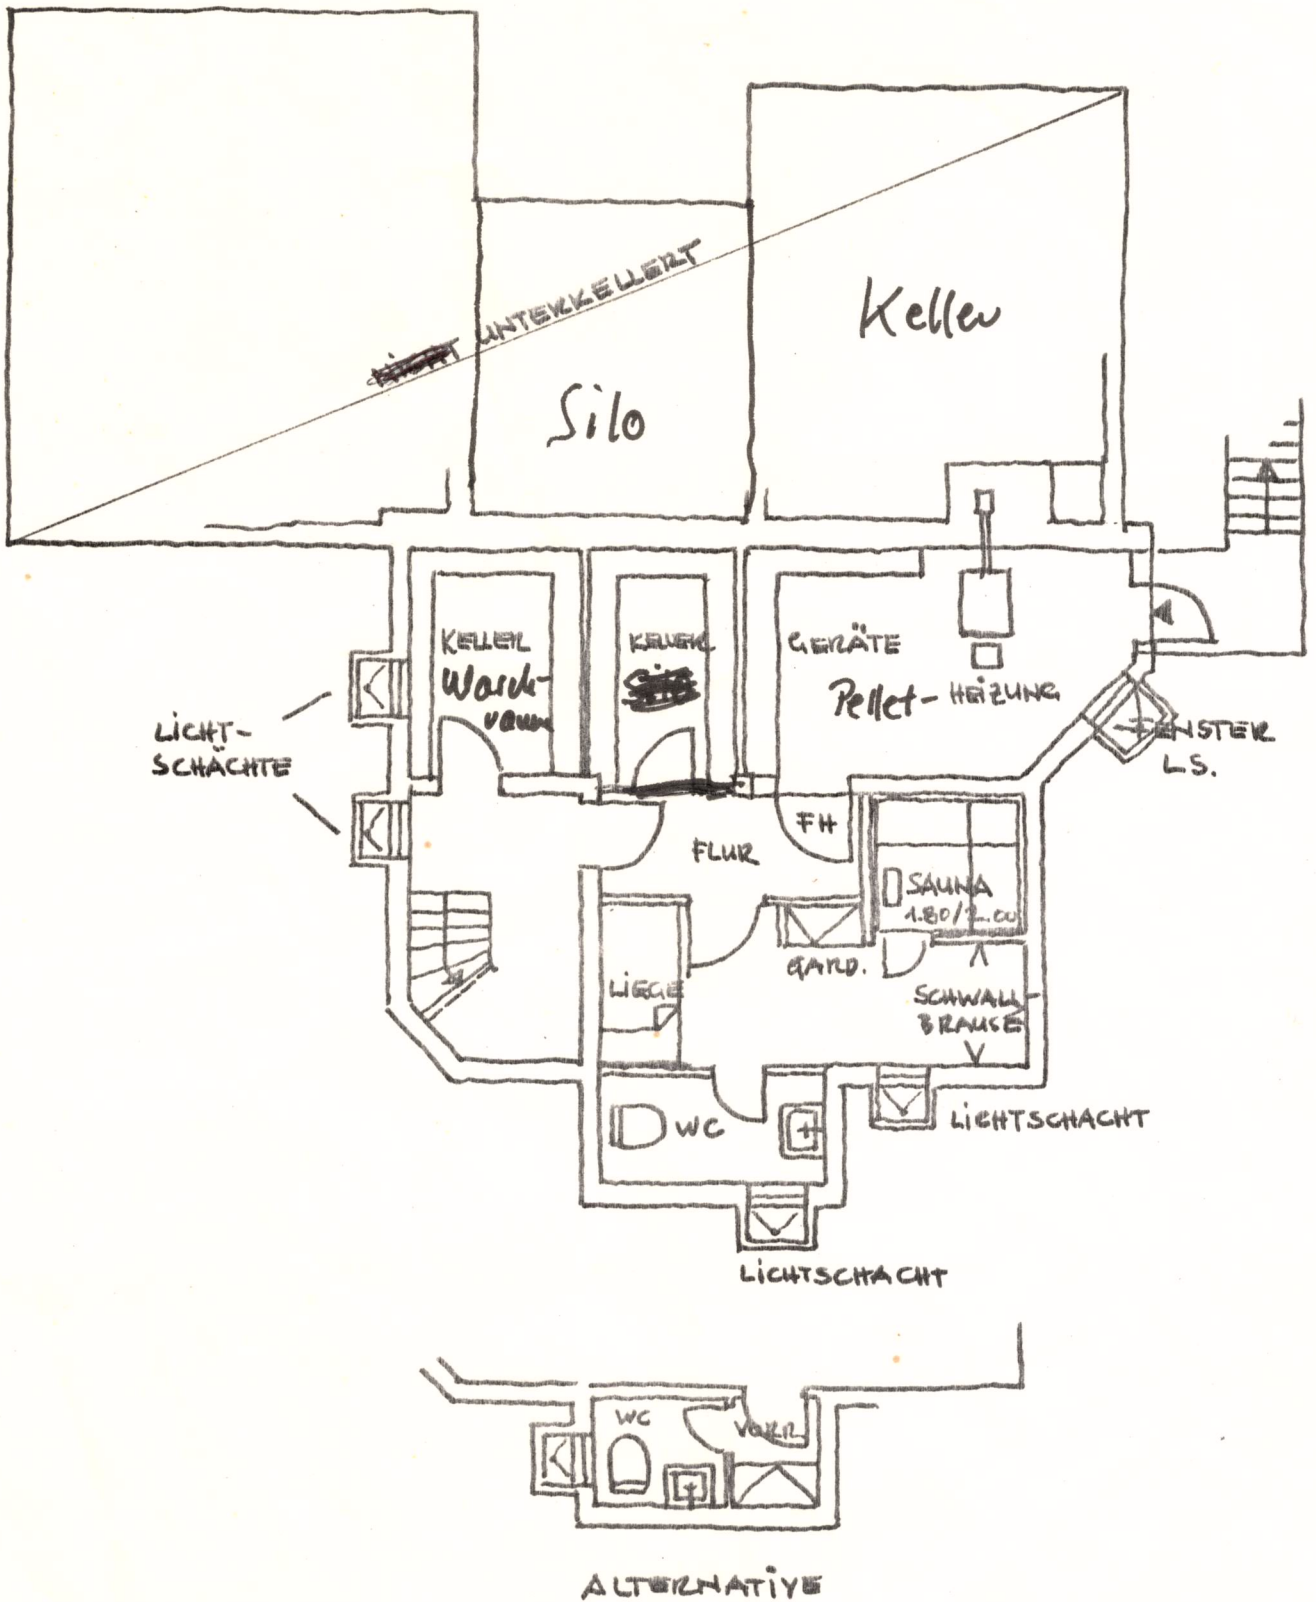 UNTERKELLERT
Keller
Silo
KELLER
Wasch-
raum
KELLER
GERÄTE
Pellet-HEIZUNG
LICHT-
SCHÄCHTE
FENSTER
L.S.
FH
FLUR
SAUNA
1.80/2.00
GARD.
LIEGE
SCHWALL
BRAUSE
WC
LICHTSCHACHT
LICHTSCHACHT
WC
VORR.
ALTERNATIVE